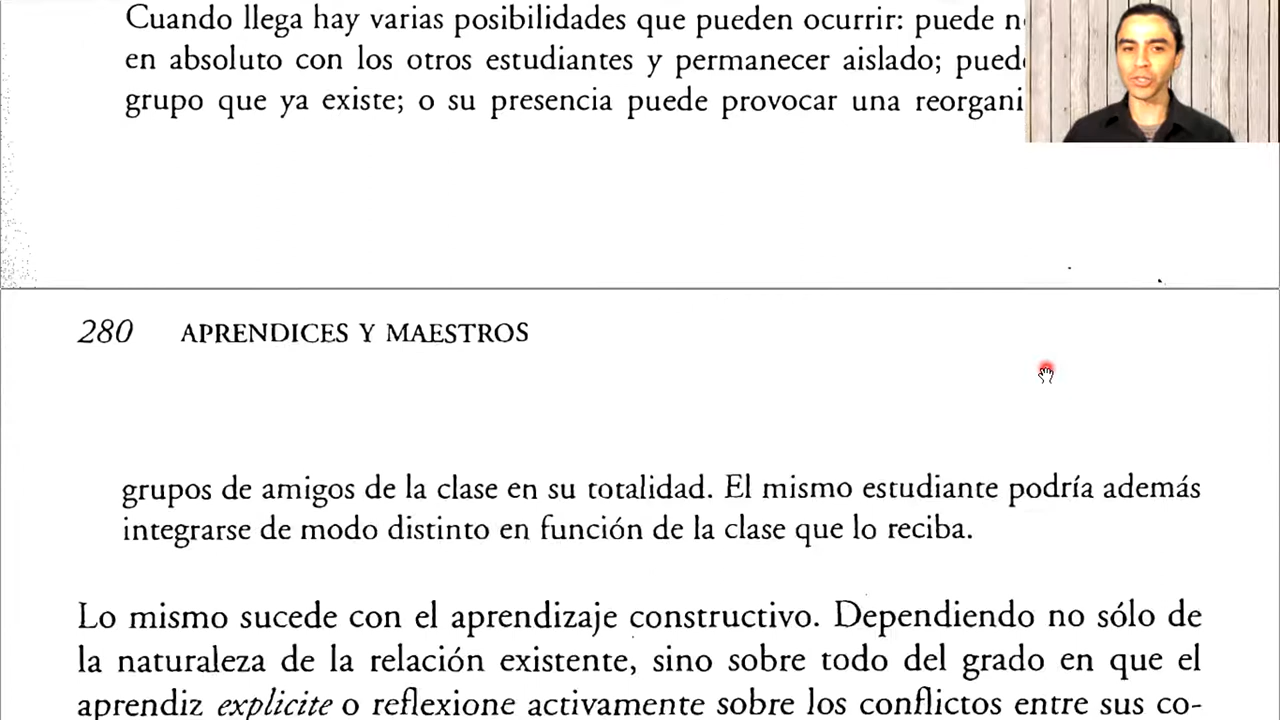 Cuando llega hay varias posibilidades que pueden ocurrir: puede
en absoluto con los otros estudiantes y permanecer aislado;
grupo que ya existe; o su presencia puede provocar una
280 APRENDICES Y MAESTROS
grupos de amigos de la clase en su totalidad. El mismo estudiante podría además
integrarse de modo distinto en función de la clase que lo reciba.
Lo mismo sucede con el aprendizaje constructivo. Dependiendo no sólo de
la naturaleza de la relación existente, sino sobre todo del grado en que el
aprendiz explicite o reflexione activamente sobre los conflictos entre sus co-